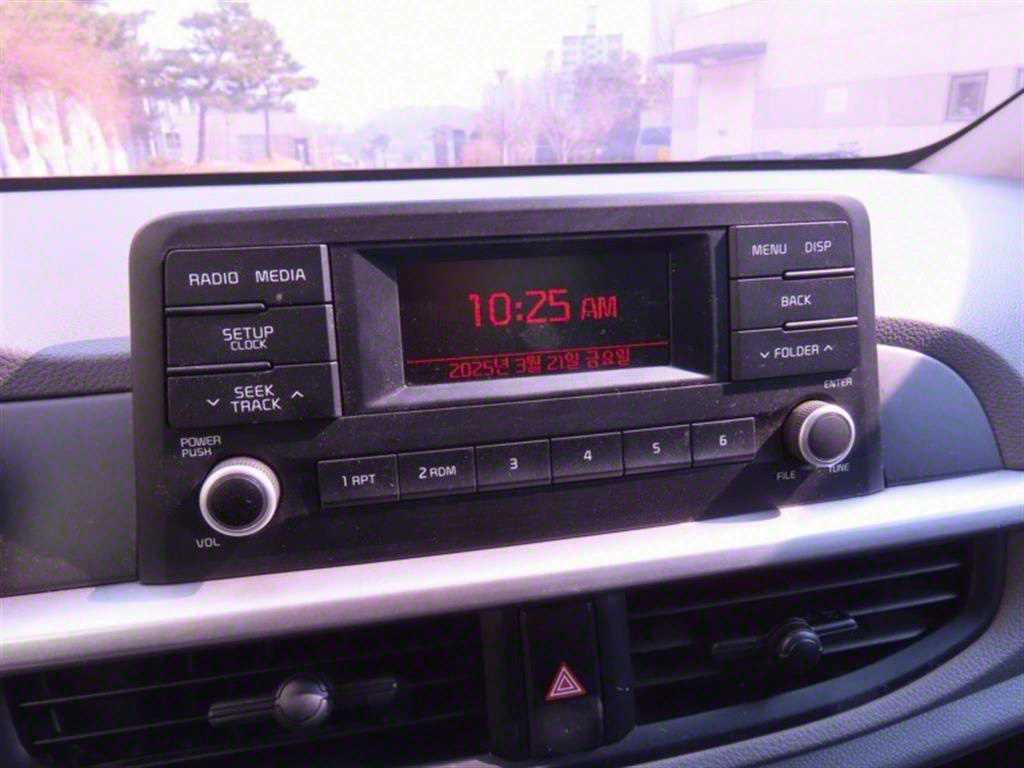 RADIO MEDIA
SETUP
CLOCK
SEEK
TRACK
POWER
PUSH
VOL
10:25 AM
2025년 3월 21일 금요일
1 RPT
2 RDM
3
4
5
6
MENU DISP
BACK
FOLDER
ENTER
FILE
TUNE